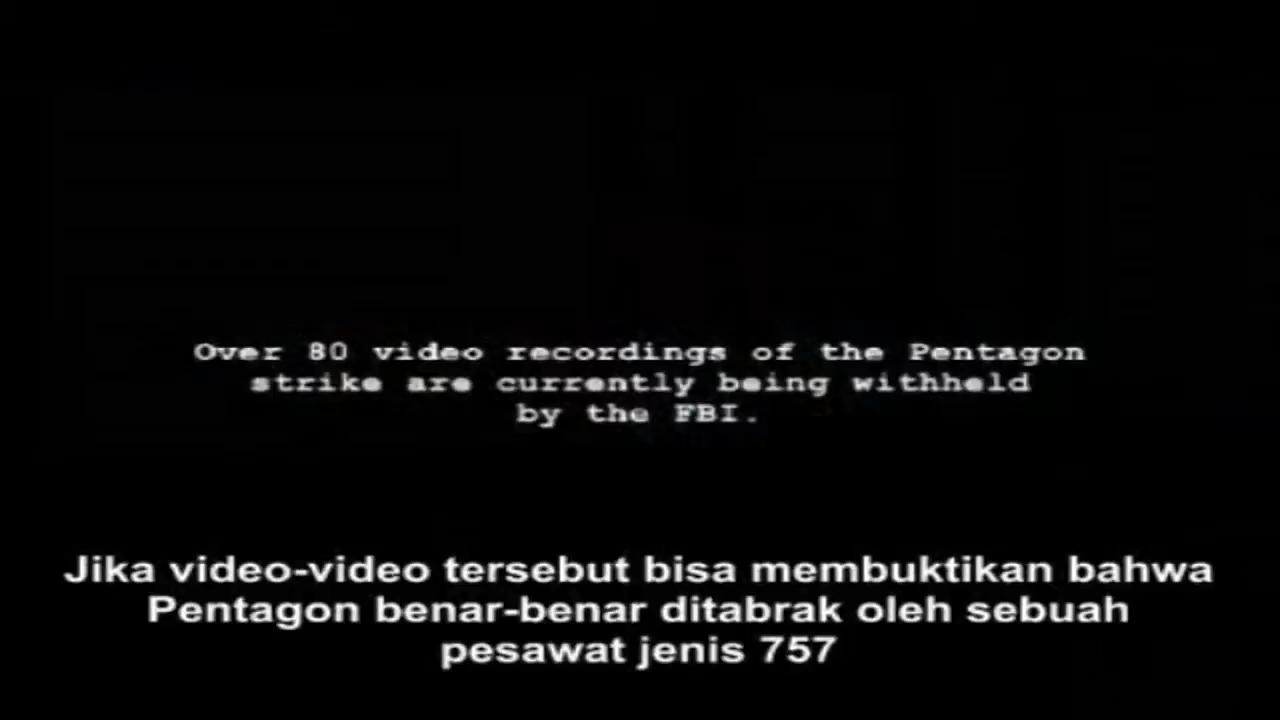 Over 80 video recordings of the Pentagon
strike are currently being withheld
by the FBI.
Jika video-video tersebut bisa membuktikan bahwa
Pentagon benar-benar ditabrak oleh sebuah
pesawat jenis 757